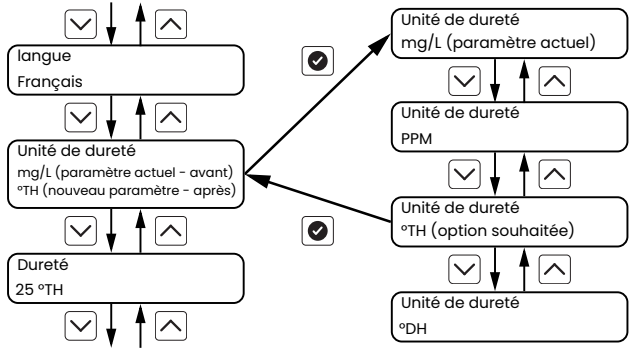 langue
Français
Unité de dureté
mg/L (paramètre actuel - avant)
°TH (nouveau paramètre - après)
Dureté
25 °TH
Unité de dureté
mg/L (paramètre actuel)
Unité de dureté
PPM
Unité de dureté
°TH (option souhaitée)
Unité de dureté
°DH